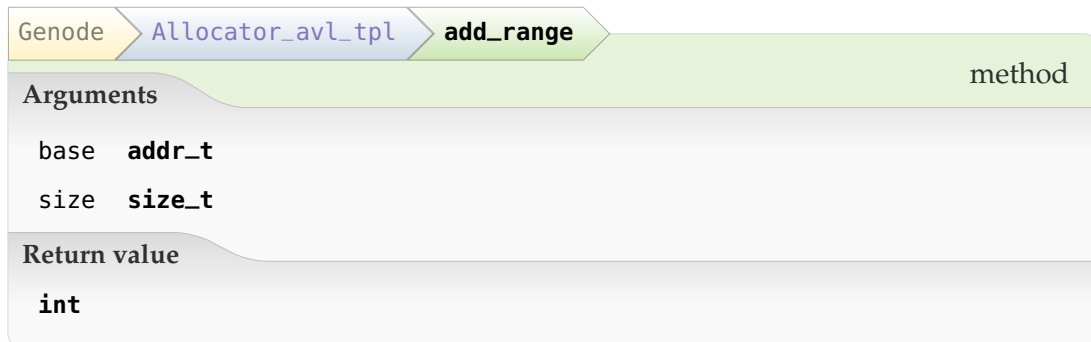 Genode Allocator_avl_tpl add_range
method
Arguments
base addr_t
size size_t
Return value
int